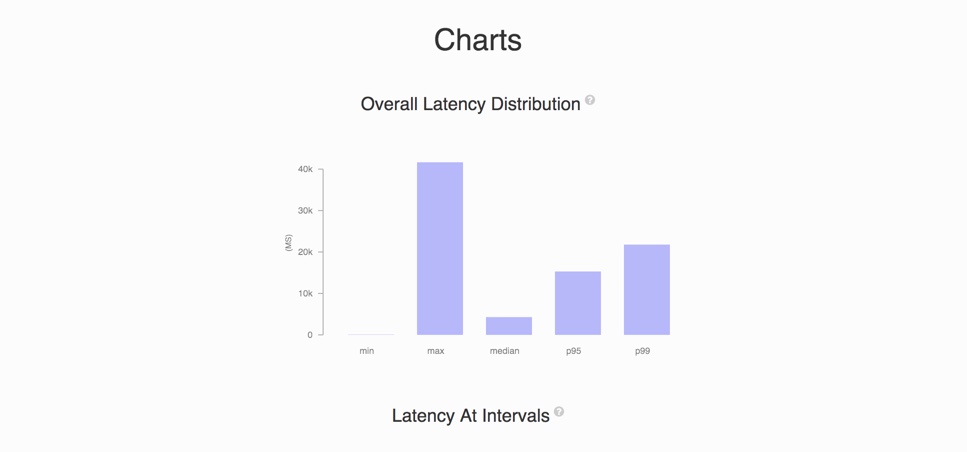 Charts
Overall Latency Distribution ?
40k
30k
20k
10k
0
(MS)
min max median p95 p99
Latency At Intervals ?